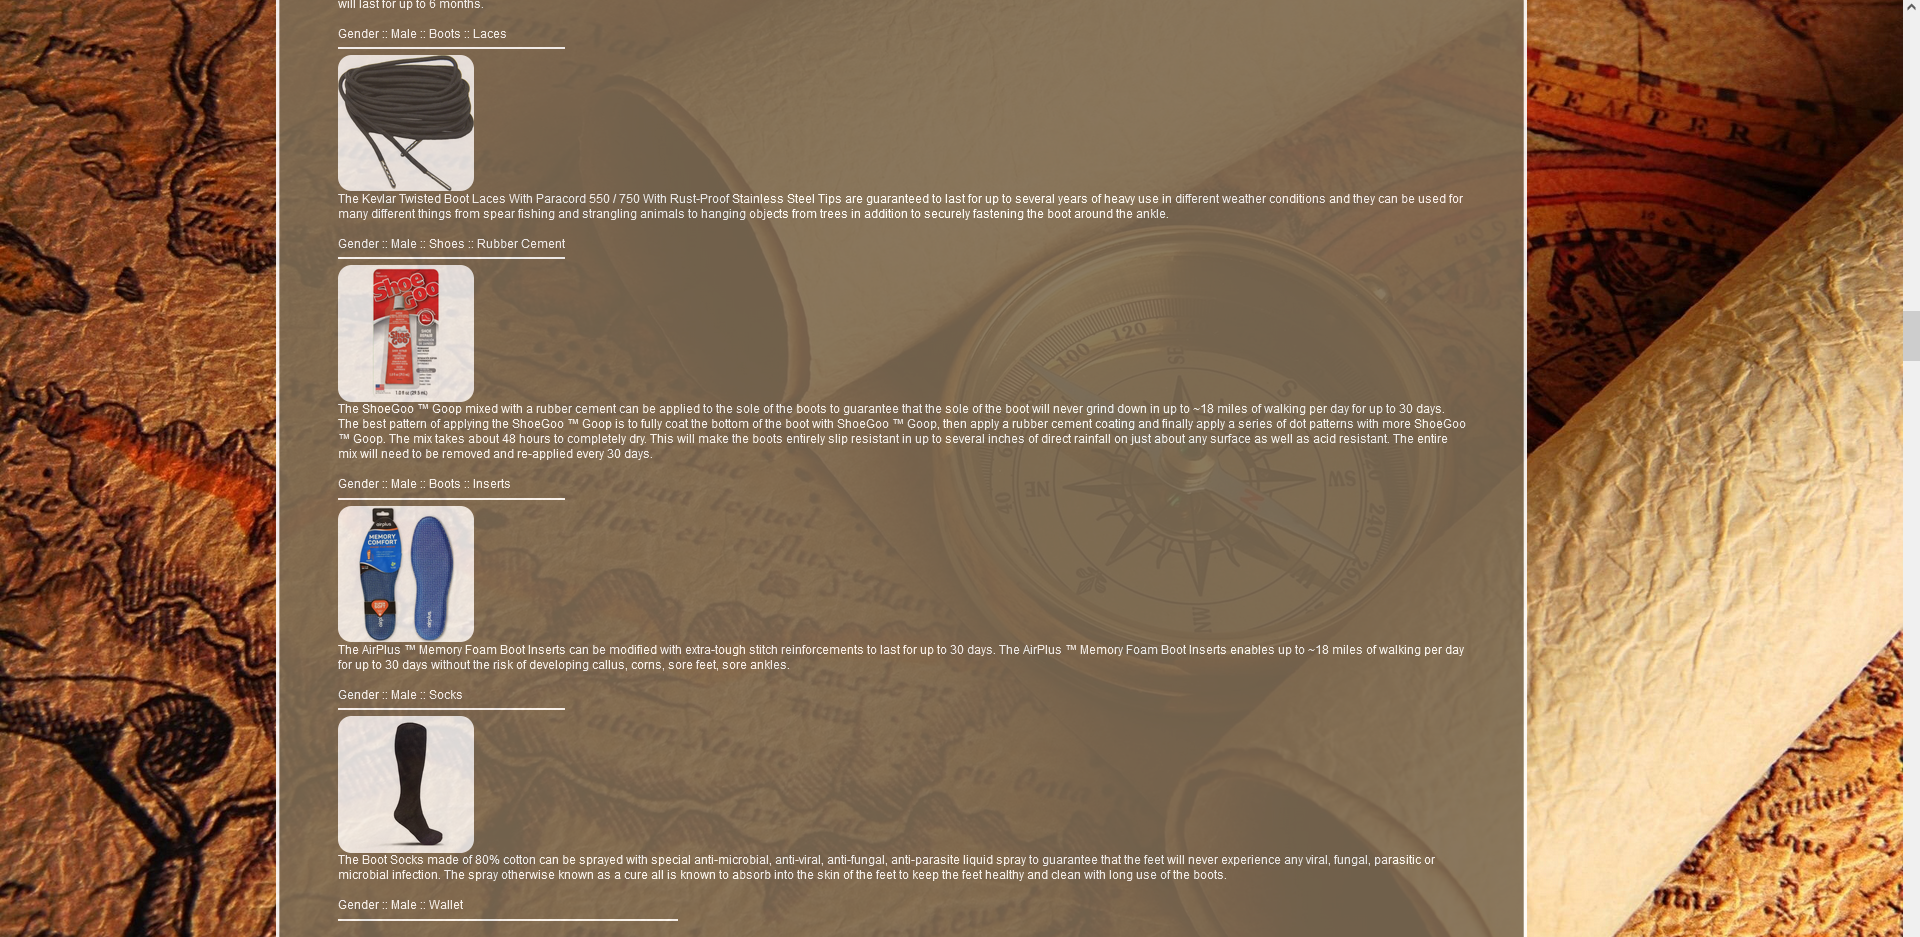 will last for up to 6 months.
Gender :: Male :: Boots :: Laces
The Kevlar Twisted Boot Laces With Paracord 550 / 750 With Rust-Proof Stainless Steel Tips are guaranteed to last for up to several years of heavy use in different weather conditions and they can be used for
many different things from spear fishing and strangling animals to hanging objects from trees in addition to securely fastening the boot around the ankle.
Gender :: Male :: Shoes :: Rubber Cement
Shoe
Goo
The ShoeGoo ™ Goop mixed with a rubber cement can be applied to the sole of the boots to guarantee that the sole of the boot will never grind down in up to ~18 miles of walking per day for up to 30 days.
The best pattern of applying the ShoeGoo ™ Goop is to fully coat the bottom of the boot with ShoeGoo ™ Goop, then apply a rubber cement coating and finally apply a series of dot patterns with more ShoeGoo
™ Goop. The mix takes about 48 hours to completely dry. This will make the boots entirely slip resistant in up to several inches of direct rainfall on just about any surface as well as acid resistant. The entire
mix will need to be removed and re-applied every 30 days.
Gender :: Male :: Boots :: Inserts
airplus
MEMORY
COMFORT
airplus
The AirPlus ™ Memory Foam Boot Inserts can be modified with extra-tough stitch reinforcements to last for up to 30 days. The AirPlus ™ Memory Foam Boot Inserts enables up to ~18 miles of walking per day
for up to 30 days without the risk of developing callus, corns, sore feet, sore ankles.
Gender :: Male :: Socks
The Boot Socks made of 80% cotton can be sprayed with special anti-microbial, anti-viral, anti-fungal, anti-parasite liquid spray to guarantee that the feet will never experience any viral, fungal, parasitic or
microbial infection. The spray otherwise known as a cure all is known to absorb into the skin of the feet to keep the feet healthy and clean with long use of the boots.
Gender :: Male :: Wallet
TEMPERA
100
120
SE
S
SW
NE
N
NW
40
240
260